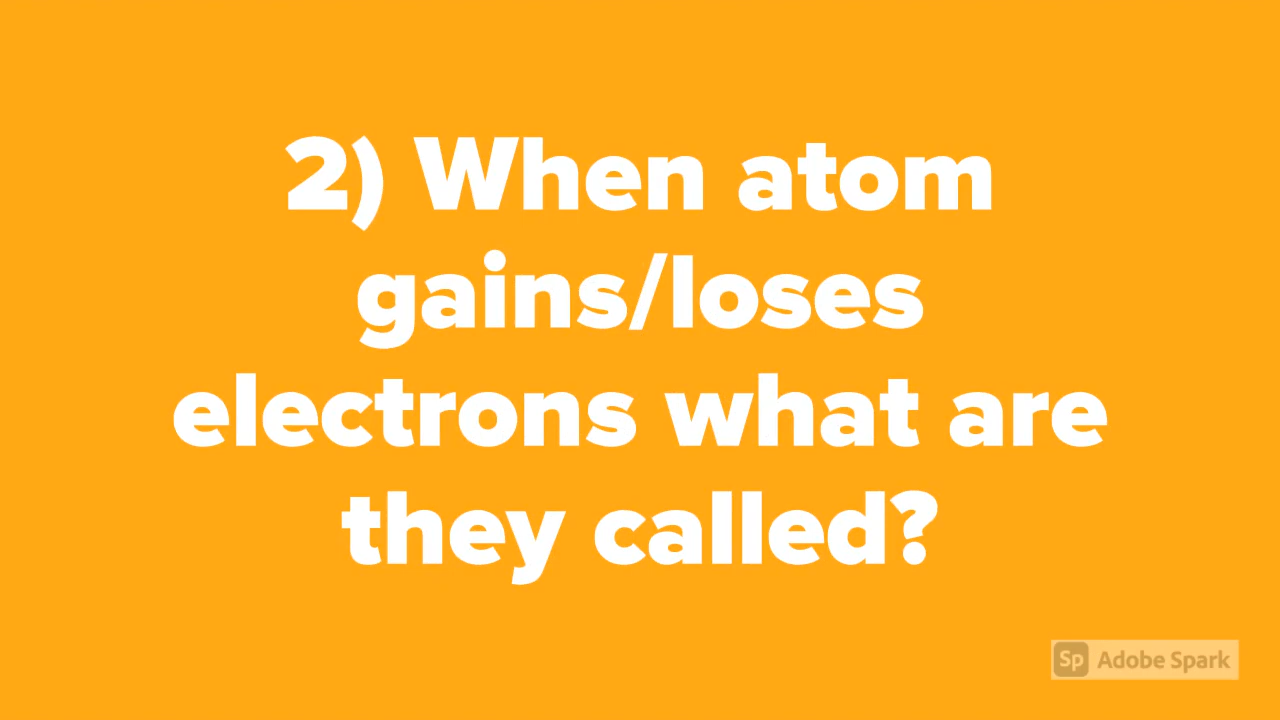 2) When atom
gains/loses
electrons what are
they called?
Sp Adobe Spark